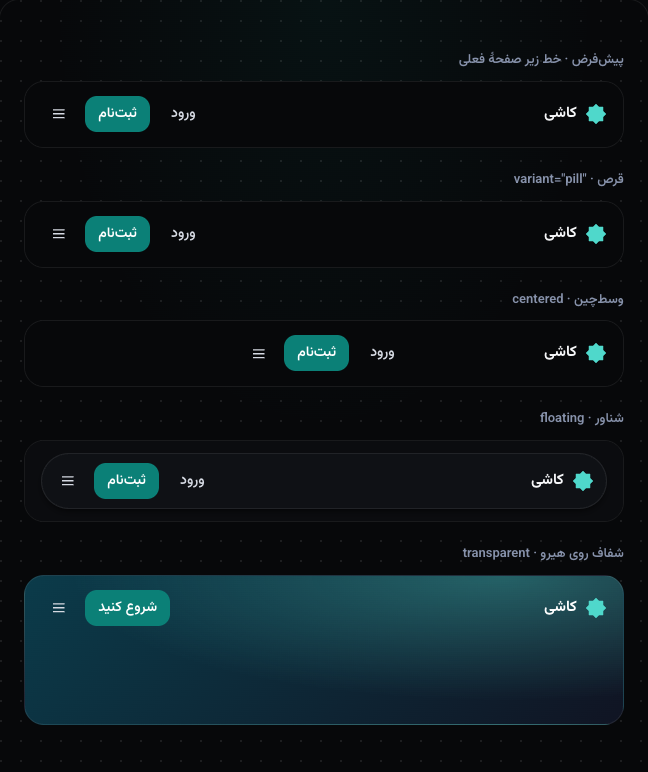 پیش‌فرض · خط زیر صفحهٔ فعلی
کاشی
ورود
ثبت‌نام
قرص · variant="pill"
کاشی
ورود
ثبت‌نام
وسط‌چین · centered
کاشی
ورود
ثبت‌نام
شناور · floating
کاشی
ورود
ثبت‌نام
شفاف روی هیرو · transparent
کاشی
شروع کنید